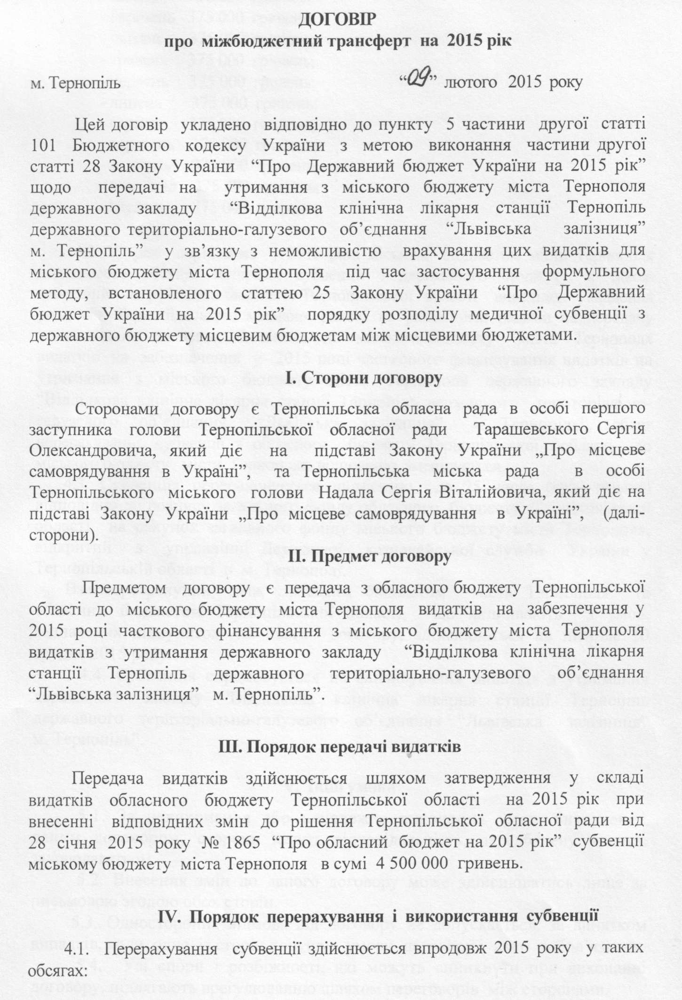 ДОГОВІР
про міжбюджетний трансферт на 2015 рік
м. Тернопіль “09” лютого 2015 року
Цей договір укладено відповідно до пункту 5 частини другої статті
101 Бюджетного кодексу України з метою виконання частини другої
статті 28 Закону України “Про Державний бюджет України на 2015 рік”
щодо передачі на утримання з міського бюджету міста Тернополя
державного закладу “Відділкова клінічна лікарня станції Тернопіль
державного територіально-галузевого об’єднання “Львівська залізниця”
м. Тернопіль” у зв’язку з неможливістю врахування цих видатків для
міського бюджету міста Тернополя під час застосування формульного
методу, встановленого статтею 25 Закону України “Про Державний
бюджет України на 2015 рік” порядку розподілу медичної субвенції з
державного бюджету місцевим бюджетам між місцевими бюджетами.
І. Сторони договору
Сторонами договору є Тернопільська обласна рада в особі першого
заступника голови Тернопільської обласної ради Тарашевського Сергія
Олександровича, який діє на підставі Закону України „Про місцеве
самоврядування в Україні”, та Тернопільська міська рада в особі
Тернопільського міського голови Надала Сергія Віталійовича, який діє на
підставі Закону України „Про місцеве самоврядування в Україні”, (далі-
сторони).
ІІ. Предмет договору
Предметом договору є передача з обласного бюджету Тернопільської
області до міського бюджету міста Тернополя видатків на забезпечення у
2015 році часткового фінансування з міського бюджету міста Тернополя
видатків з утримання державного закладу “Відділкова клінічна лікарня
станції Тернопіль державного територіально-галузевого об’єднання
“Львівська залізниця” м. Тернопіль”.
ІІІ. Порядок передачі видатків
Передача видатків здійснюється шляхом затвердження у складі
видатків обласного бюджету Тернопільської області на 2015 рік при
внесенні відповідних змін до рішення Тернопільської обласної ради від
28 січня 2015 року № 1865 “Про обласний бюджет на 2015 рік” субвенції
міському бюджету міста Тернополя в сумі 4 500 000 гривень.
IV. Порядок перерахування і використання субвенції
4.1. Перерахування субвенції здійснюється впродовж 2015 року у таких
обсягах: